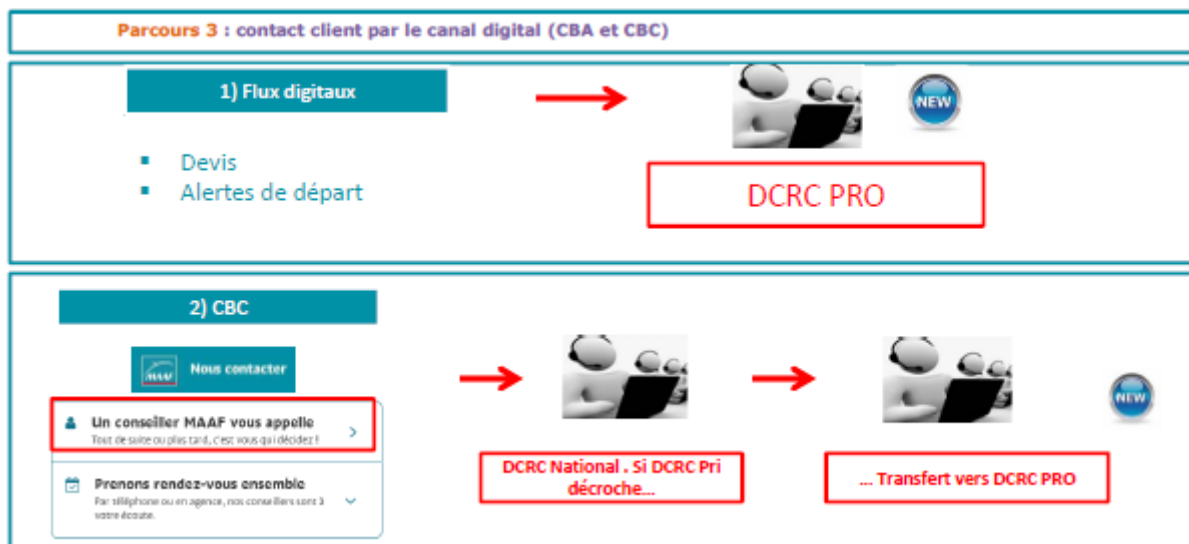 Parcours 3 : contact client par le canal digital (CBA et CBC)
1) Flux digitaux
NEW
▪ Devis
▪ Alertes de départ
DCRC PRO
2) CBC
MAAF
Nous contacter
Un conseiller MAAF vous appelle
Tout de suite ou plus tard, c'est vous qui décidez !
Prenons rendez-vous ensemble
Par téléphone ou en agence, nos conseillers sont à
votre écoute.
NEW
DCRC National . Si DCRC Pri
décroche...
... Transfert vers DCRC PRO